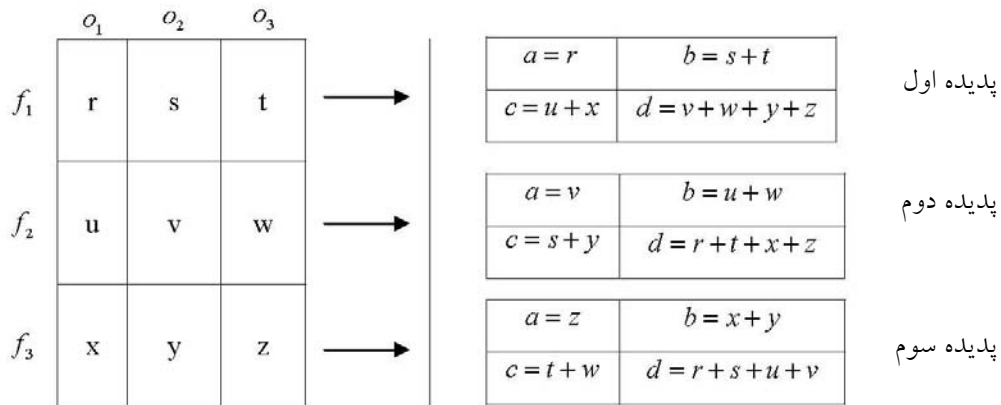 o₁ o₂ o₃
f₁ r s t
a = r b = s + t
c = u + x d = v + w + y + z
پدیده اول
f₂ u v w
a = v b = u + w
c = s + y d = r + t + x + z
پدیده دوم
f₃ x y z
a = z b = x + y
c = t + w d = r + s + u + v
پدیده سوم